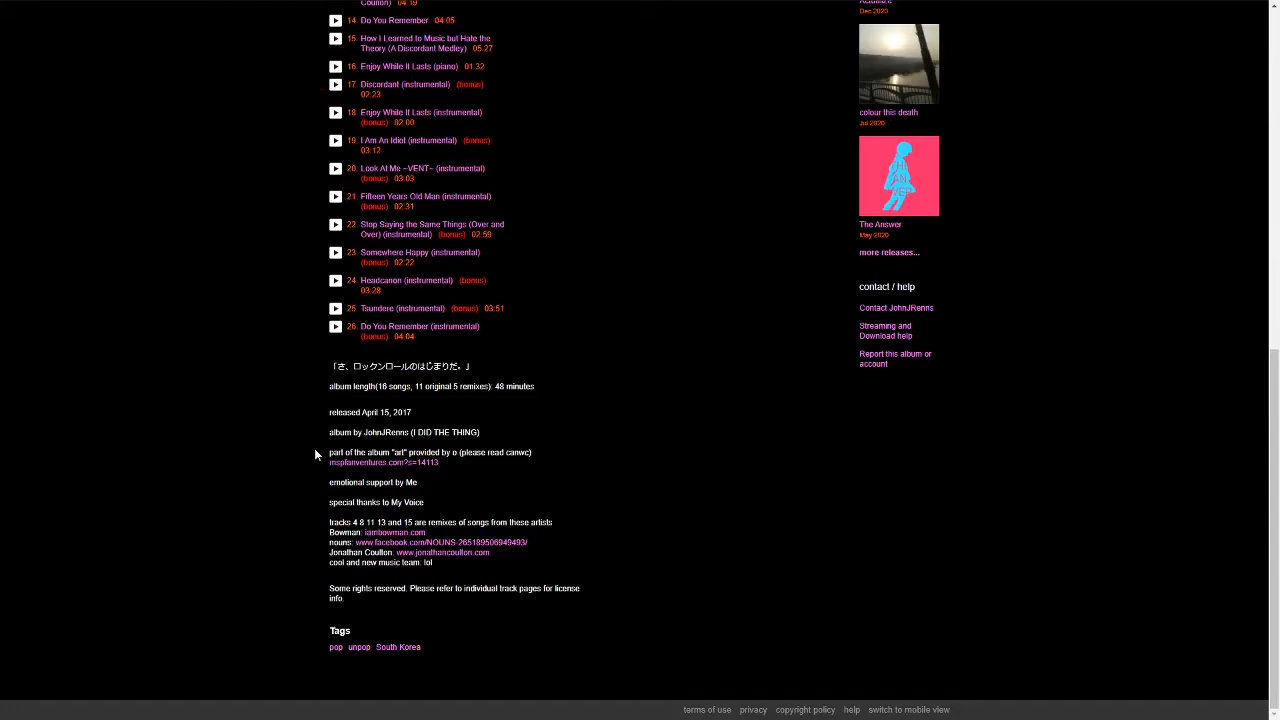 Coulton) 04:19
14. Do You Remember 04:05
15. How I Learned to Music but Hate the
Theory (A Discordant Medley) 05:27
16. Enjoy While It Lasts (piano) 01:32
17. Discordant (instrumental) (bonus)
02:23
18. Enjoy While It Lasts (instrumental)
(bonus) 02:00
19. I Am An Idiot (instrumental) (bonus)
03:12
20. Look At Me ~VENT~ (instrumental)
(bonus) 03:03
21. Fifteen Years Old Man (instrumental)
(bonus) 02:31
22. Stop Saying the Same Things (Over and
Over) (instrumental) (bonus) 02:59
23. Somewhere Happy (instrumental)
(bonus) 02:22
24. Headcanon (instrumental) (bonus)
03:28
25. Tsundere (instrumental) (bonus) 03:51
26. Do You Remember (instrumental)
(bonus) 04:04
「さ、ロックンロールのはじまりだ。」
album length(16 songs, 11 original 5 remixes): 48 minutes
released April 15, 2017
album by JohnJRenns (I DID THE THING)
part of the album "art" provided by o (please read canwc)
mspfanventures.com?s=14113
emotional support by Me
special thanks to My Voice
tracks 4 8 11 13 and 15 are remixes of songs from these artists
Bowman: iambowman.com
nouns: www.facebook.com/NOUNS-265189506949493/
Jonathan Coulton: www.jonathancoulton.com
cool and new music team: lol
Some rights reserved. Please refer to individual track pages for license
info.
Tags
pop unpop South Korea
Dec 2020
colour this death
Jul 2020
The Answer
May 2020
more releases...
contact / help
Contact JohnJRenns
Streaming and
Download help
Report this album or
account
terms of use privacy copyright policy help switch to mobile view